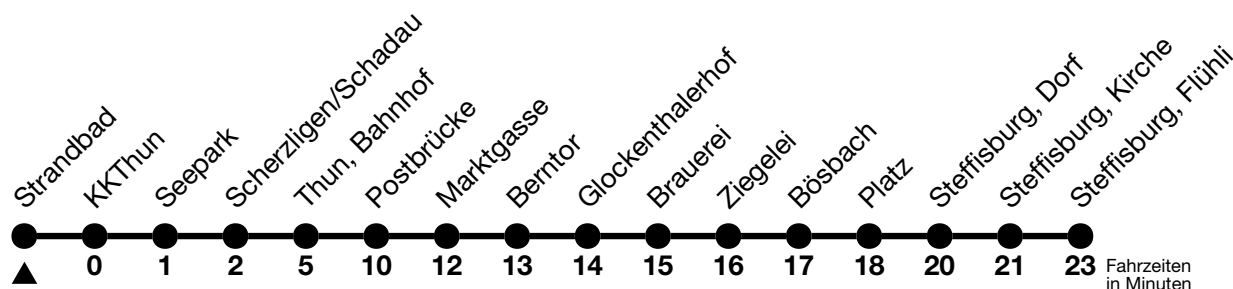 Strandbad
KKThun
Seepark
Scherzligen/Schadau
Thun, Bahnhof
Postbrücke
Marktgasse
Berntor
Glockenthalerhof
Brauerei
Ziegelei
Bösbach
Platz
Steffisburg, Dorf
Steffisburg, Kirche
Steffisburg, Flühli
0 1 2 5 10 12 13 14 15 16 17 18 20 21 23
Fahrzeiten
in Minuten